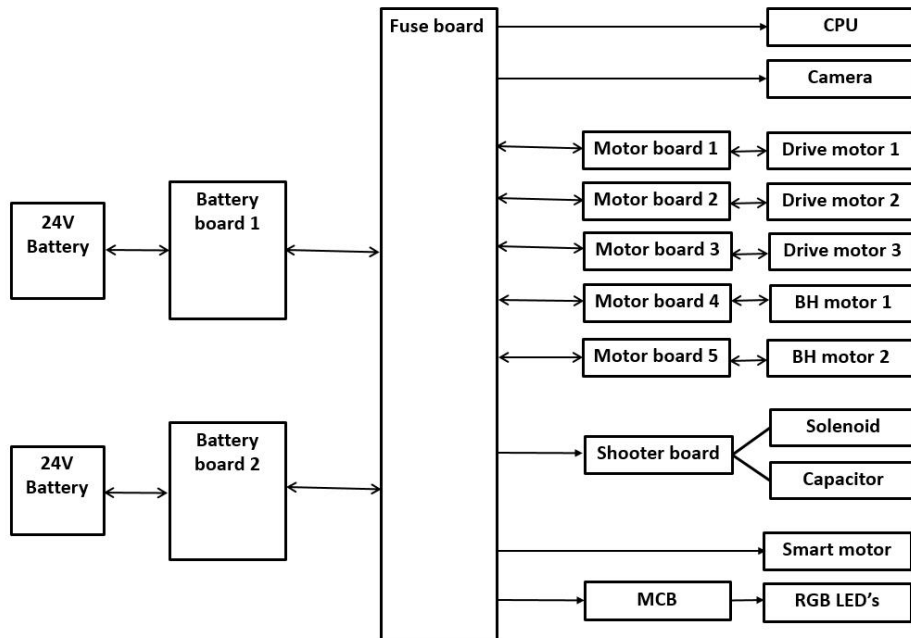 Fuse board
CPU
Camera
Motor board 1
Drive motor 1
Motor board 2
Drive motor 2
Motor board 3
Drive motor 3
Motor board 4
BH motor 1
Motor board 5
BH motor 2
24V
Battery
Battery
board 1
24V
Battery
Battery
board 2
Shooter board
Solenoid
Capacitor
Smart motor
MCB
RGB LED’s